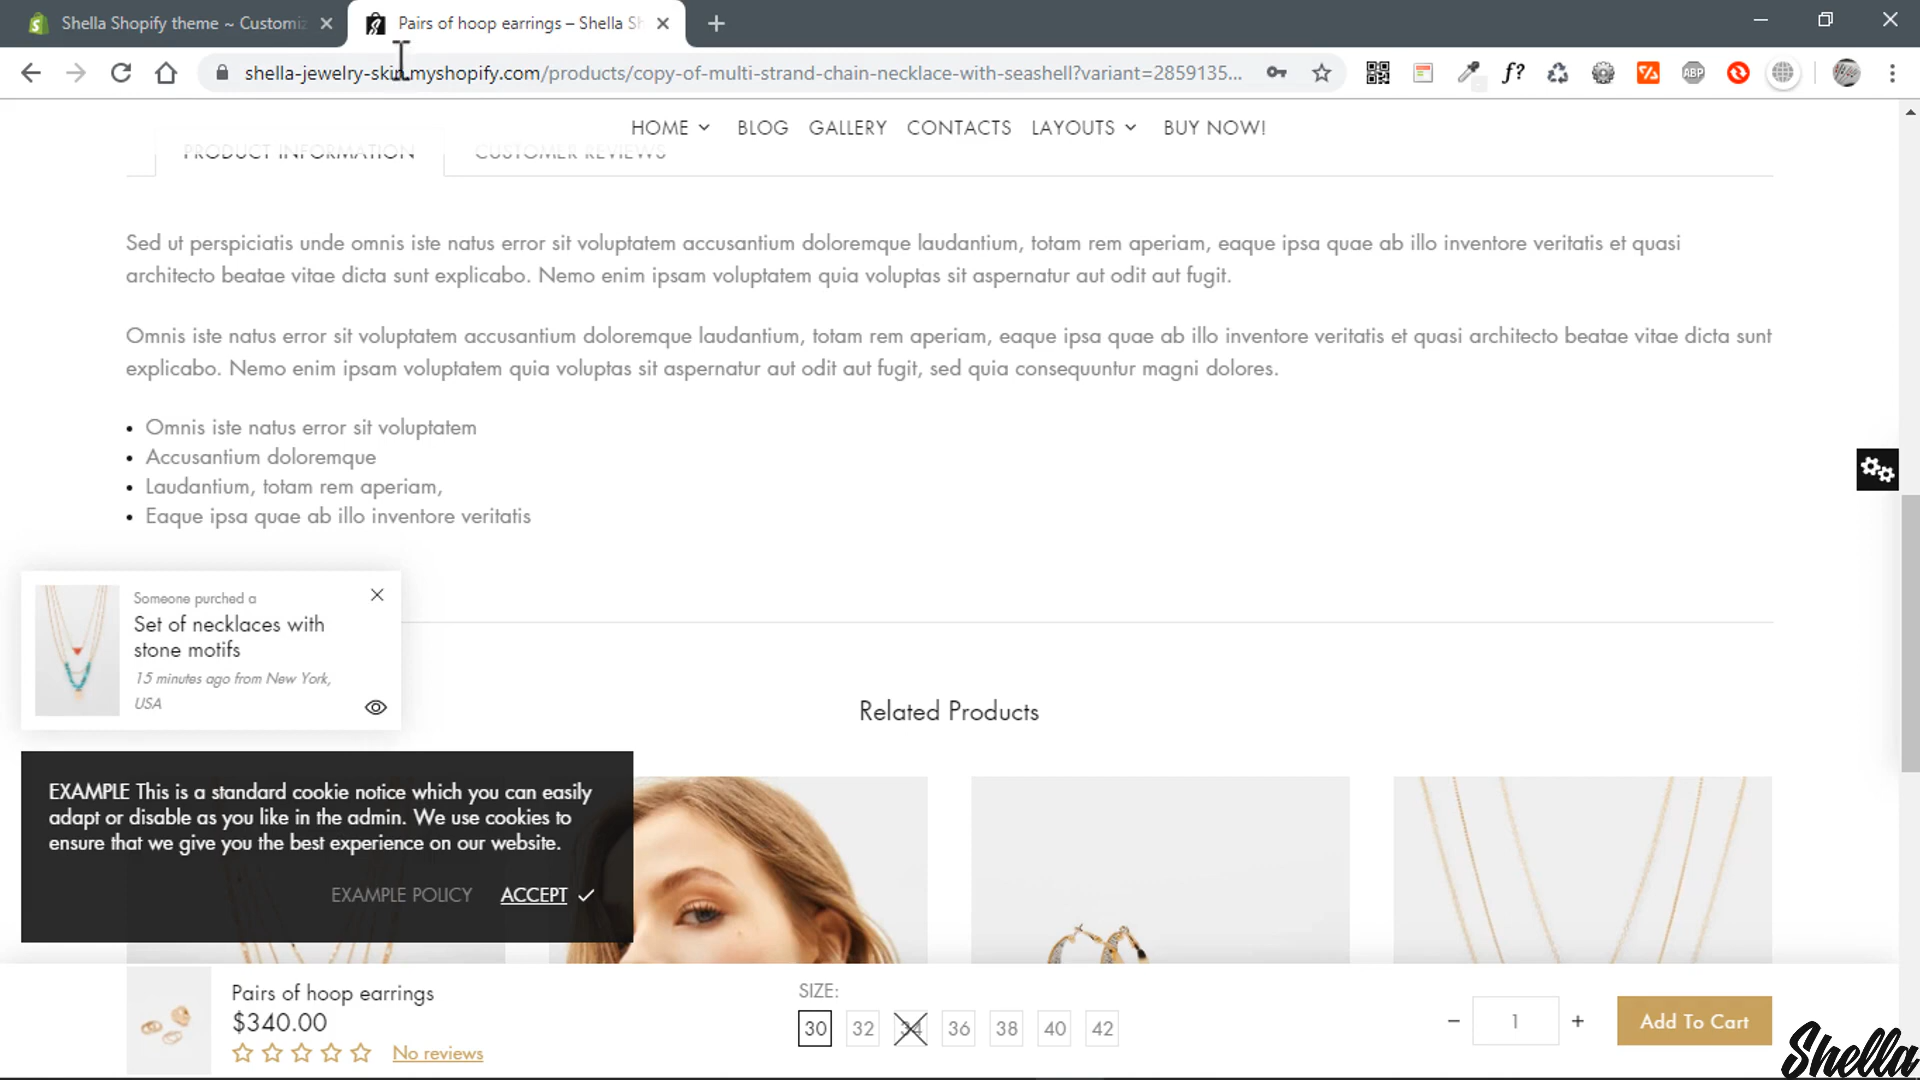 Shella Shopify theme ~ Customiz
Pairs of hoop earrings – Shella S
shella-jewelry-skin.myshopify.com/products/copy-of-multi-strand-chain-necklace-with-seashell?variant=2859135...
f?
ABP
HOME
BLOG
GALLERY
CONTACTS
LAYOUTS
BUY NOW!
PRODUCT INFORMATION
CUSTOMER REVIEWS
Sed ut perspiciatis unde omnis iste natus error sit voluptatem accusantium doloremque laudantium, totam rem aperiam, eaque ipsa quae ab illo inventore veritatis et quasi
architecto beatae vitae dicta sunt explicabo. Nemo enim ipsam voluptatem quia voluptas sit aspernatur aut odit aut fugit.
Omnis iste natus error sit voluptatem accusantium doloremque laudantium, totam rem aperiam, eaque ipsa quae ab illo inventore veritatis et quasi architecto beatae vitae dicta sunt
explicabo. Nemo enim ipsam voluptatem quia voluptas sit aspernatur aut odit aut fugit, sed quia consequuntur magni dolores.
• Omnis iste natus error sit voluptatem
• Accusantium doloremque
• Laudantium, totam rem aperiam,
• Eaque ipsa quae ab illo inventore veritatis
Someone purched a
Set of necklaces with
stone motifs
15 minutes ago from New York,
USA
Related Products
EXAMPLE This is a standard cookie notice which you can easily
adapt or disable as you like in the admin. We use cookies to
ensure that we give you the best experience on our website.
EXAMPLE POLICY
ACCEPT
Pairs of hoop earrings
$340.00
No reviews
SIZE:
30 32 34 36 38 40 42
− 1 +
Add To Cart
Shella